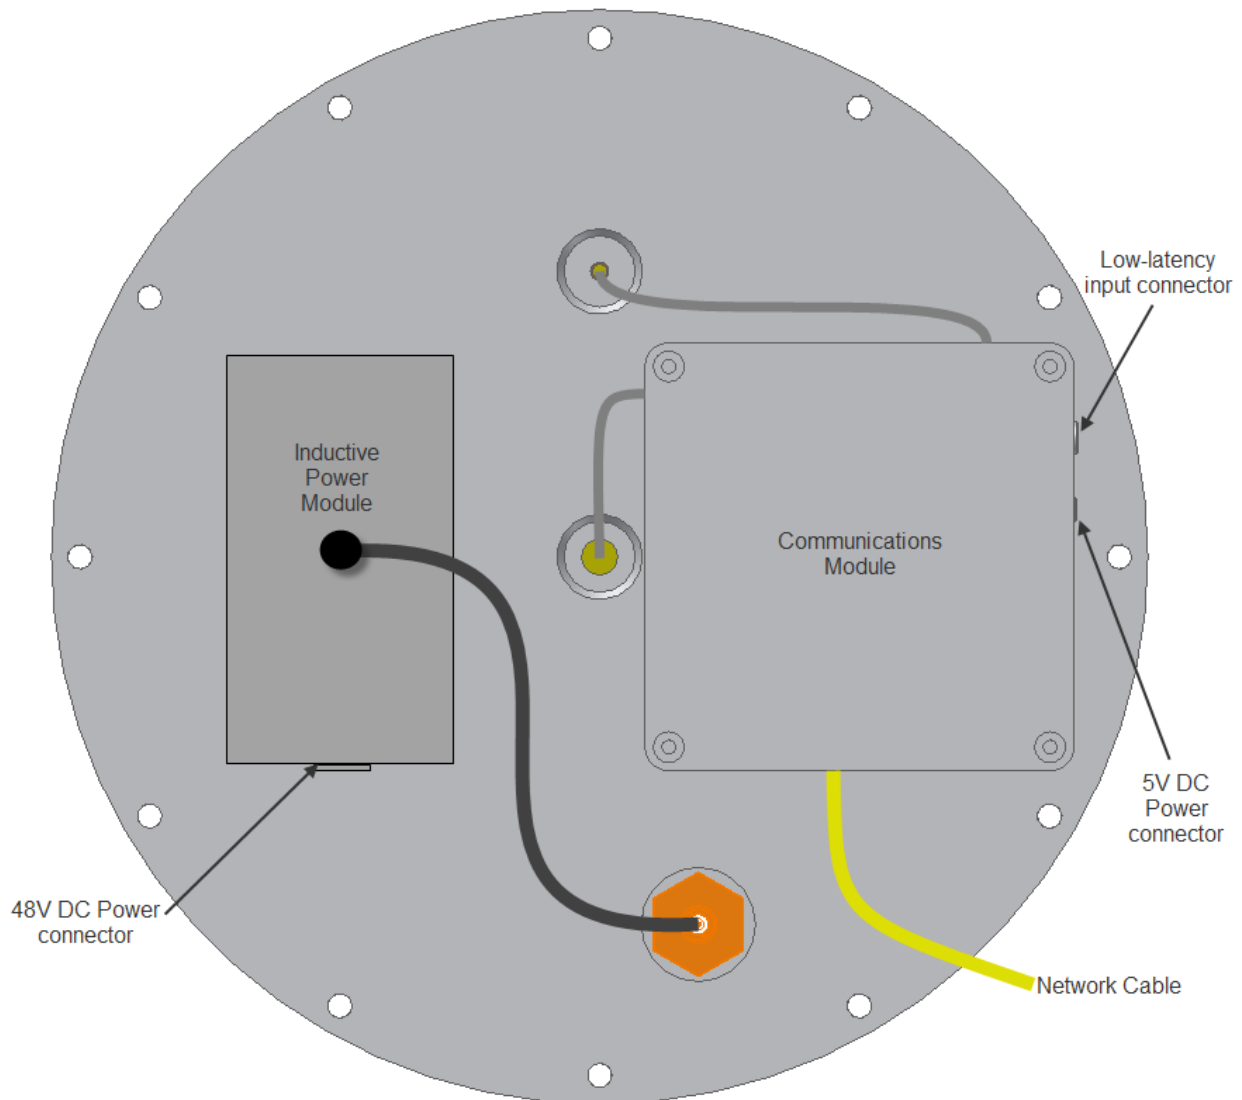 Low-latency
input connector
Inductive
Power
Module
Communications
Module
5V DC
Power
connector
48V DC Power
connector
Network Cable